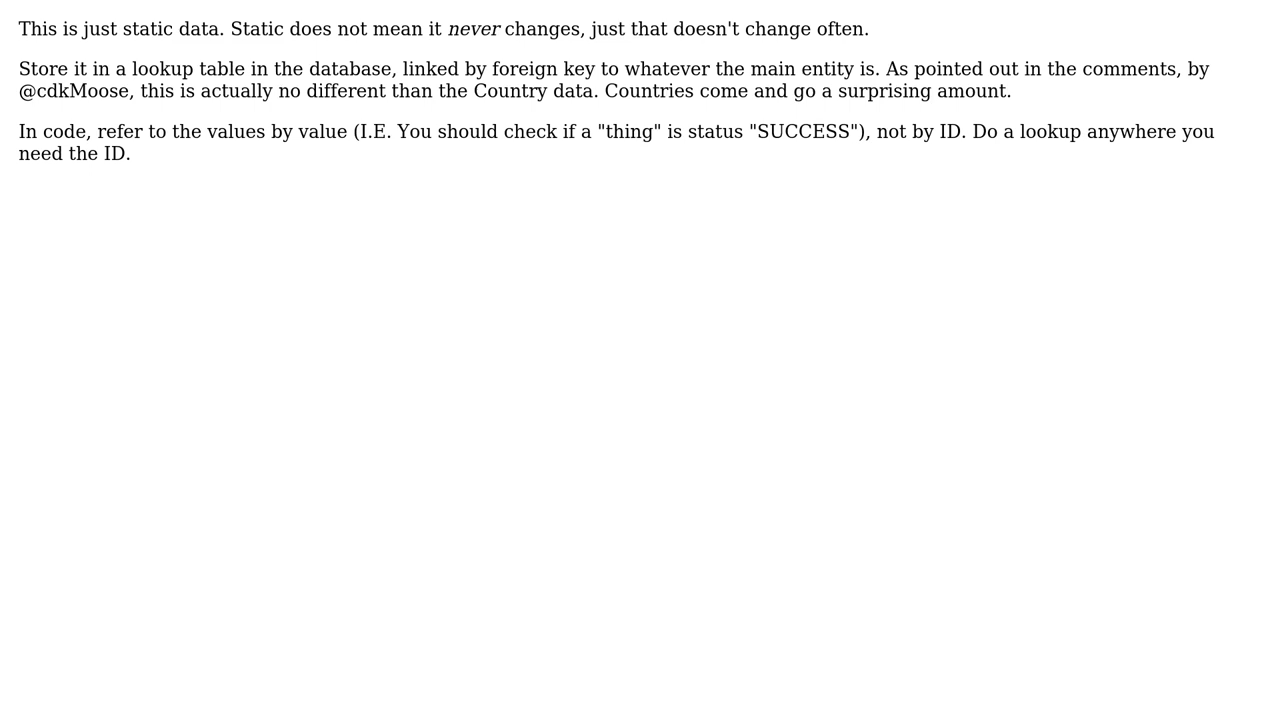 This is just static data. Static does not mean it never changes, just that doesn't change often.
Store it in a lookup table in the database, linked by foreign key to whatever the main entity is. As pointed out in the comments, by
@cdkMoose, this is actually no different than the Country data. Countries come and go a surprising amount.
In code, refer to the values by value (I.E. You should check if a "thing" is status "SUCCESS"), not by ID. Do a lookup anywhere you
need the ID.